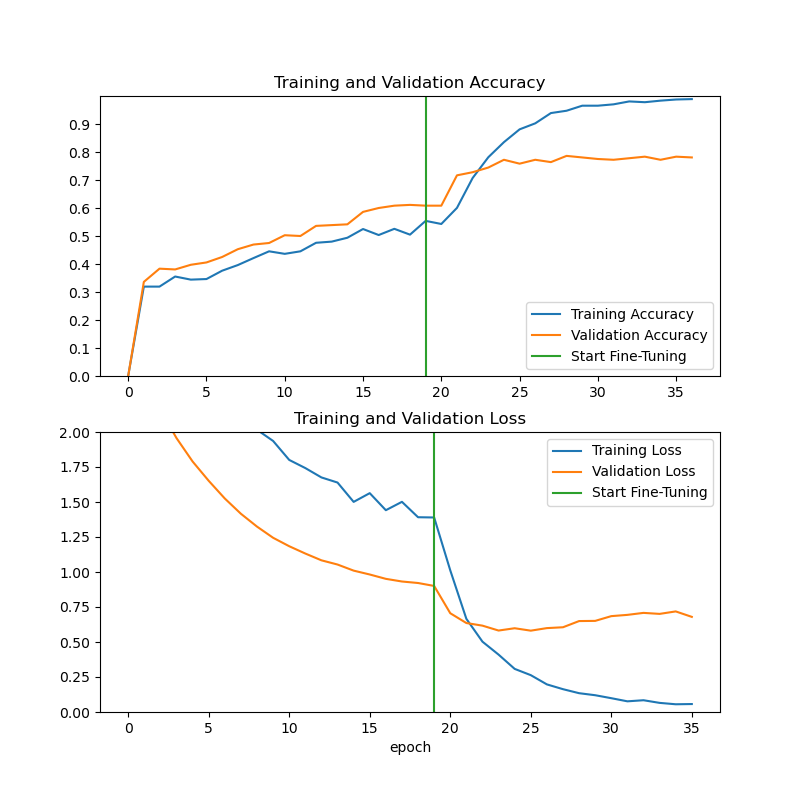 Training and Validation Accuracy
0.9
0.8
0.7
0.6
0.5
0.4
0.3
0.2
0.1
0.0
Training Accuracy
Validation Accuracy
Start Fine-Tuning
0 5 10 15 20 25 30 35
Training and Validation Loss
2.00
1.75
1.50
1.25
1.00
0.75
0.50
0.25
0.00
Training Loss
Validation Loss
Start Fine-Tuning
0 5 10 15 20 25 30 35
epoch